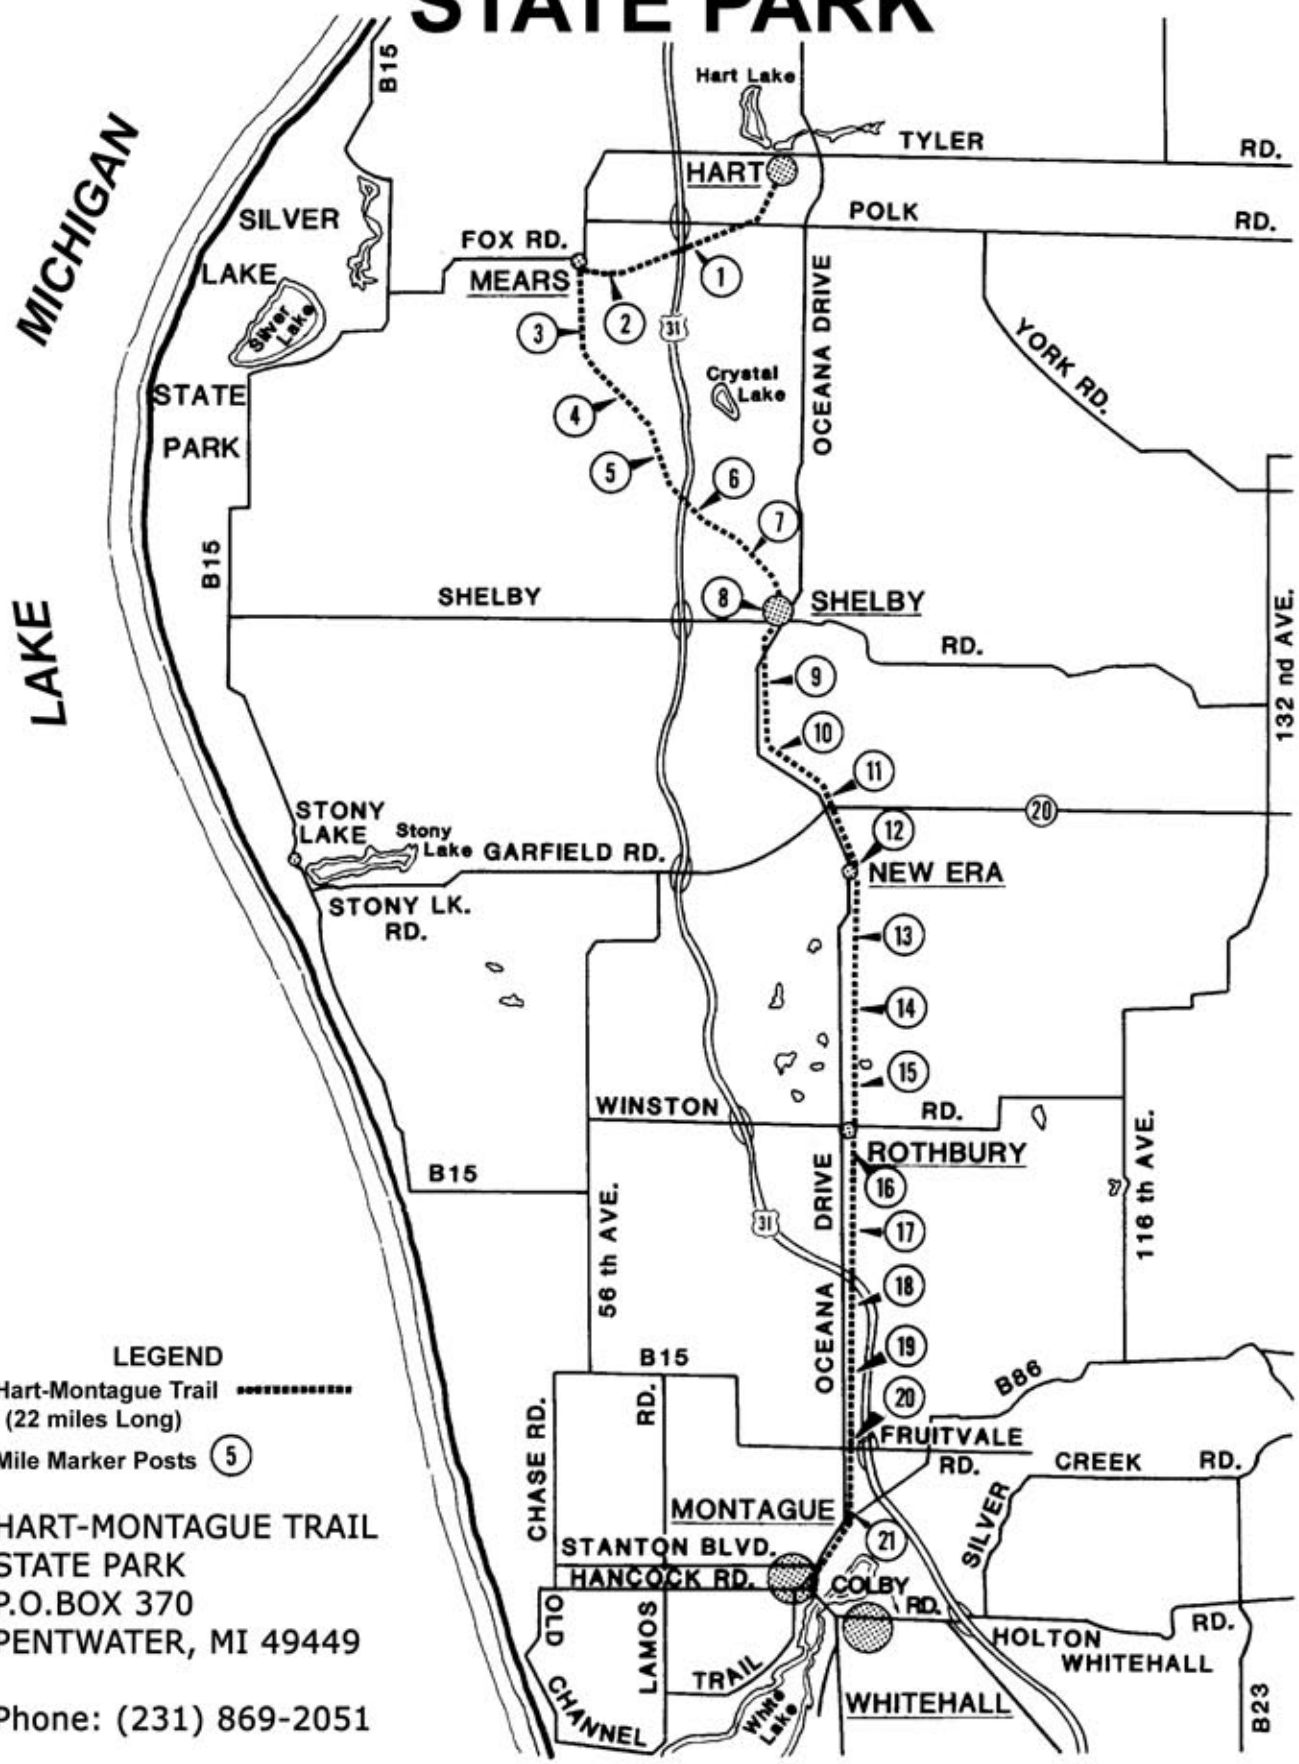 STATE PARK
B15
Hart Lake
TYLER RD.
HART
MICHIGAN
SILVER
POLK RD.
FOX RD.
LAKE
MEARS
1
OCEANA DRIVE
Silver
Lake
2
3
31
YORK RD.
Crystal
Lake
STATE
4
PARK
5
6
7
B15
LAKE
SHELBY
8
SHELBY
RD.
132 nd AVE.
9
10
11
STONY
LAKE
Stony
Lake
GARFIELD RD.
20
12
NEW ERA
STONY LK.
RD.
13
14
15
WINSTON RD.
ROTHBURY
116 th AVE.
B15
16
56 th AVE.
DRIVE
31
17
18
OCEANA
19
LEGEND
Hart-Montague Trail
(22 miles Long)
Mile Marker Posts 5
B15
B86
CHASE RD.
RD.
20
FRUITVALE
RD.
CREEK RD.
SILVER
HART-MONTAGUE TRAIL
STATE PARK
P.O.BOX 370
PENTWATER, MI 49449
Phone: (231) 869-2051
MONTAGUE
21
STANTON BLVD.
HANCOCK RD.
COLBY
RD.
OLD
CHANNEL
LAMOS
TRAIL
White
Lake
HOLTON
WHITEHALL
RD.
WHITEHALL
B23